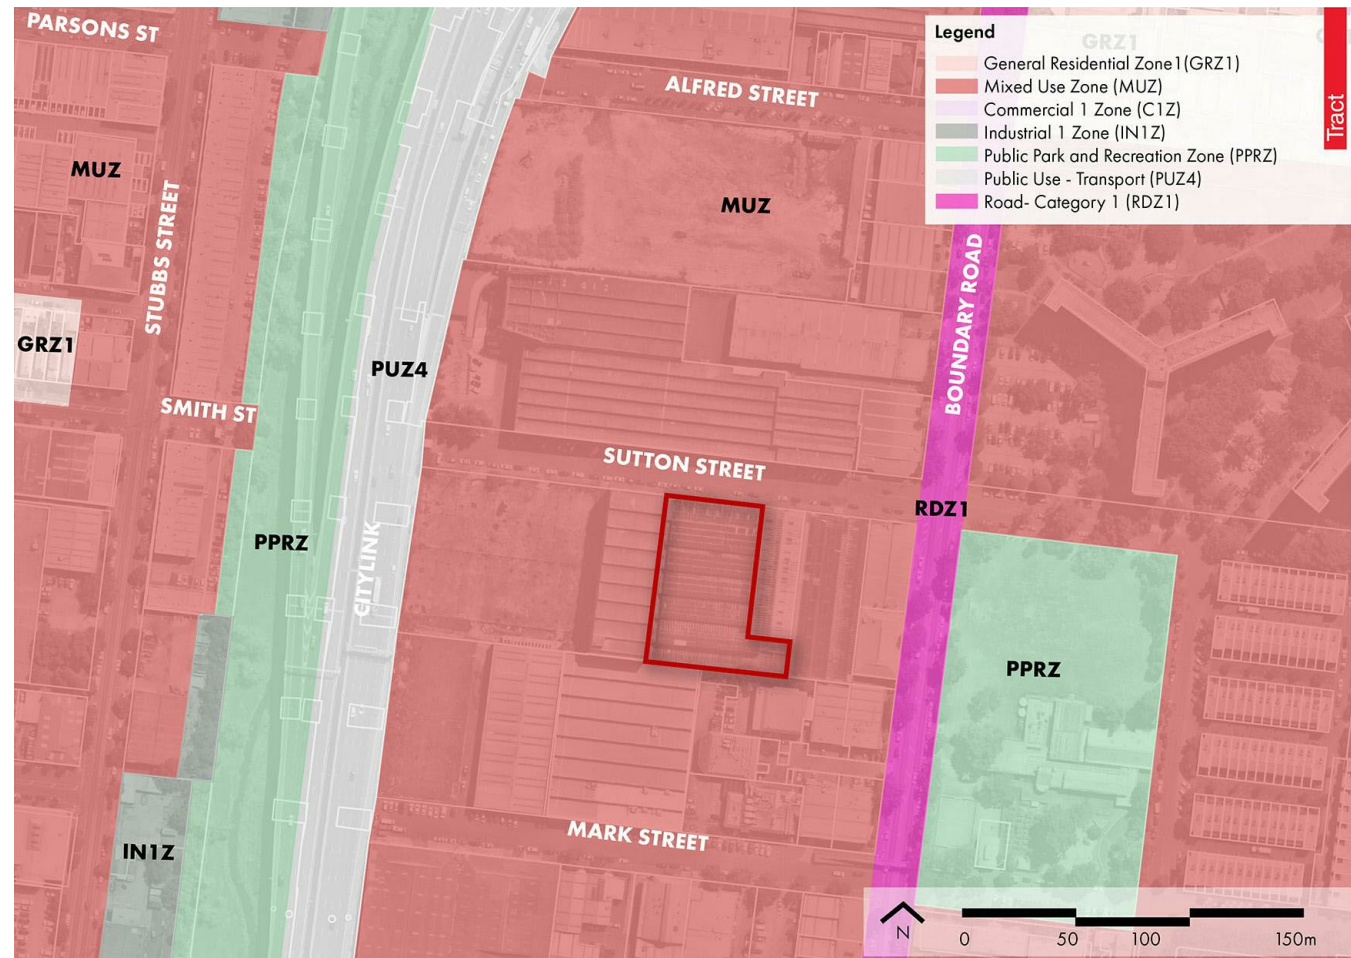 PARSONS ST
ALFRED STREET
GRZ1
Legend
General Residential Zone1(GRZ1)
Mixed Use Zone (MUZ)
Commercial 1 Zone (C1Z)
Industrial 1 Zone (IN1Z)
Public Park and Recreation Zone (PPRZ)
Public Use - Transport (PUZ4)
Road- Category 1 (RDZ1)
Tract
MUZ
MUZ
STUBBS STREET
BOUNDARY ROAD
GRZ1
PUZ4
SMITH ST
SUTTON STREET
RDZ1
PPRZ
CITYLINK
PPRZ
MARK STREET
IN1Z
N
0 50 100 150m